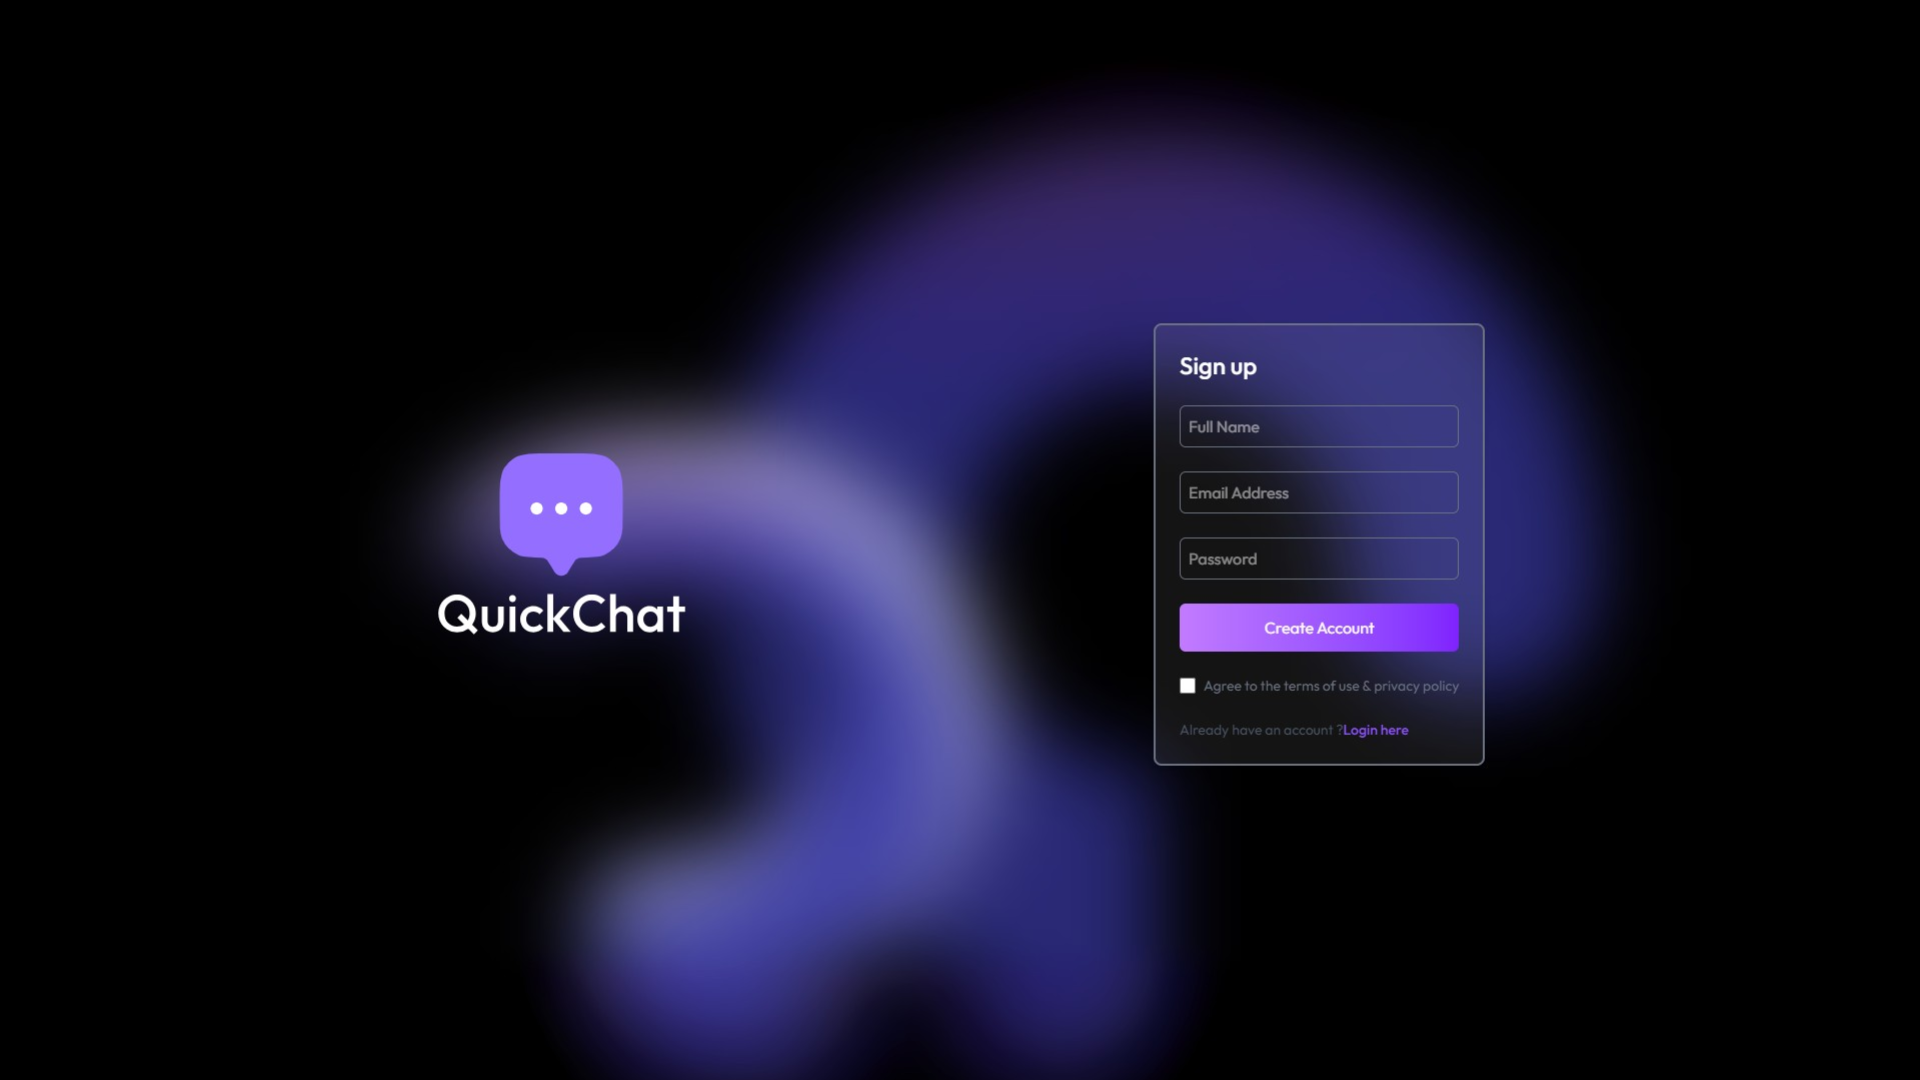 QuickChat
Sign up
Full Name
Email Address
Password
Create Account
Agree to the terms of use & privacy policy
Already have an account ?Login here